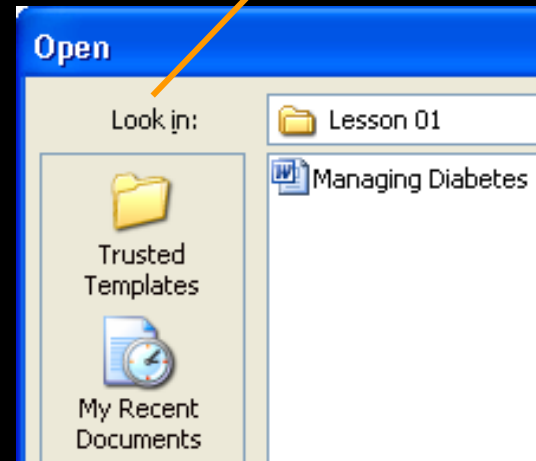 Open
Look in:
Lesson 01
Managing Diabetes
Trusted
Templates
My Recent
Documents